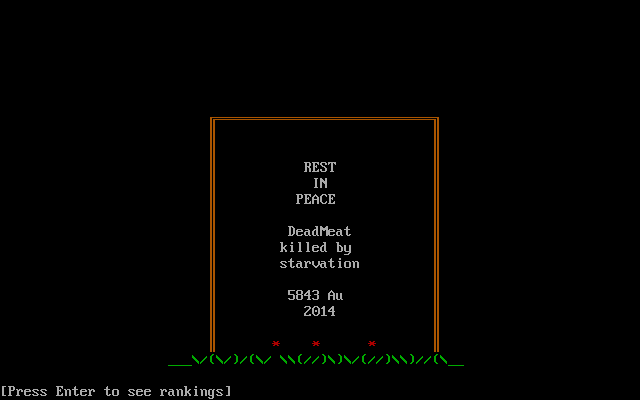 REST
IN
PEACE
DeadMeat
killed by
starvation
5843 Au
2014
[Press Enter to see rankings]